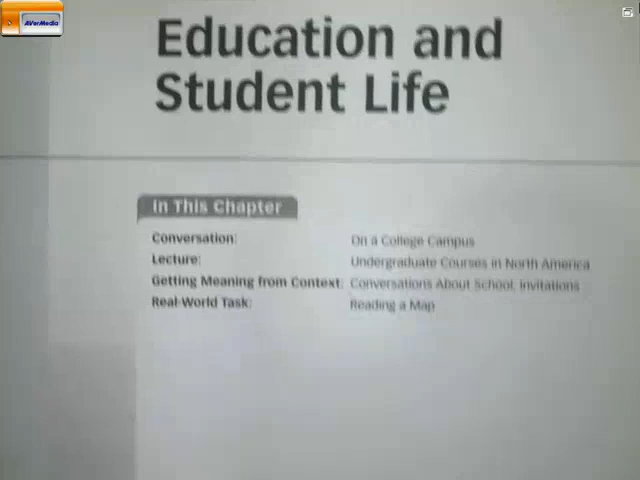 AVerMedia
Education and
Student Life
In This Chapter
Conversation: On a College Campus
Lecture: Undergraduate Courses in North America
Getting Meaning from Context: Conversations About School, Invitations
Real-World Task: Reading a Map